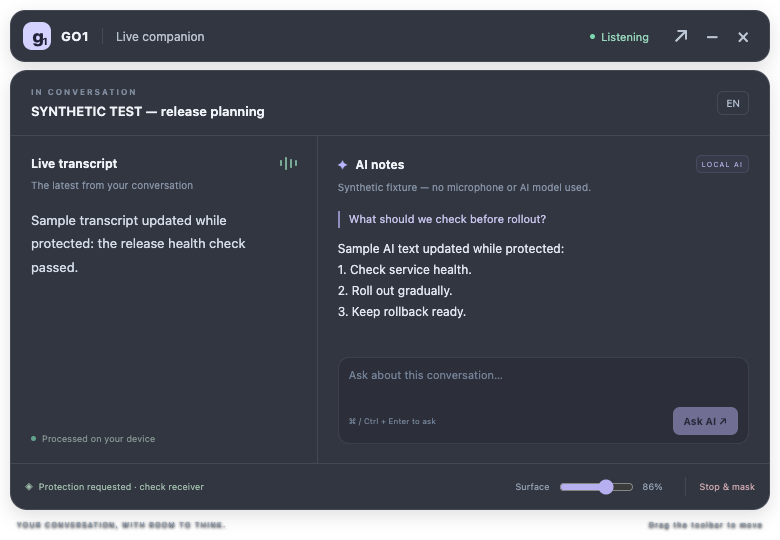 g1 GO1 Live companion Listening
IN CONVERSATION
SYNTHETIC TEST — release planning
EN
Live transcript
The latest from your conversation
Sample transcript updated while
protected: the release health check
passed.
Processed on your device
AI notes
LOCAL AI
Synthetic fixture — no microphone or AI model used.
What should we check before rollout?
Sample AI text updated while protected:
1. Check service health.
2. Roll out gradually.
3. Keep rollback ready.
Ask about this conversation...
⌘ / Ctrl + Enter to ask
Ask AI ↗
Protection requested · check receiver
Surface 86% Stop & mask
YOUR CONVERSATION, WITH ROOM TO THINK.
Drag the toolbar to move